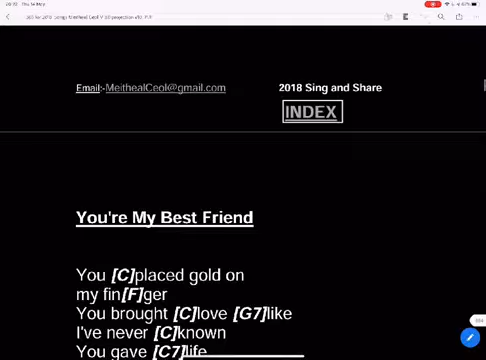 Email:-MeithealCeol@gmail.com
2018 Sing and Share
INDEX
You're My Best Friend
You [C]placed gold on
my fin[F]ger
You brought [C]love [G7]like
I've never [C]known
You gave [C7]life